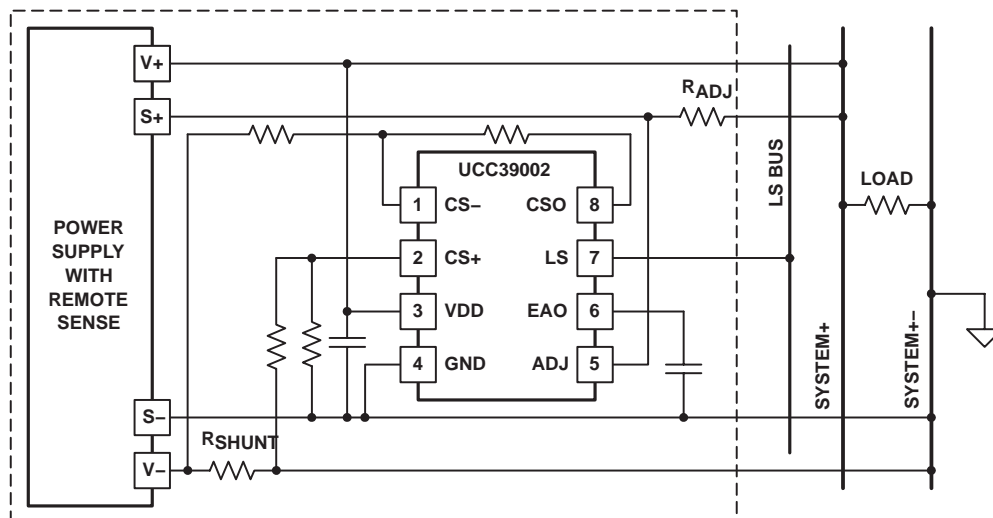 V+
S+
RADJ
UCC39002
1 CS− CSO 8
2 CS+ LS 7
3 VDD EAO 6
4 GND ADJ 5
POWER
SUPPLY
WITH
REMOTE
SENSE
S−
V−
RSHUNT
LS BUS
LOAD
SYSTEM+
SYSTEM+−